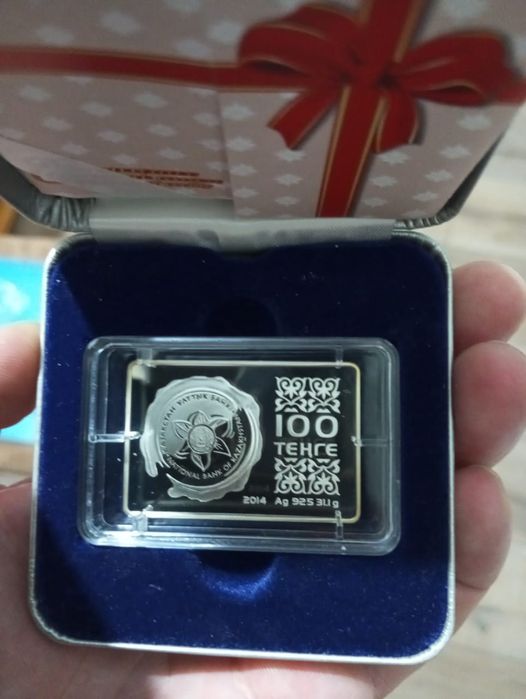 ҚАЗАҚСТАН ҰЛТТЫҚ БАНКІ
NATIONAL BANK OF KAZAKHSTAN
100
ТЕҢГЕ
2014 Ag 925 31.1 g